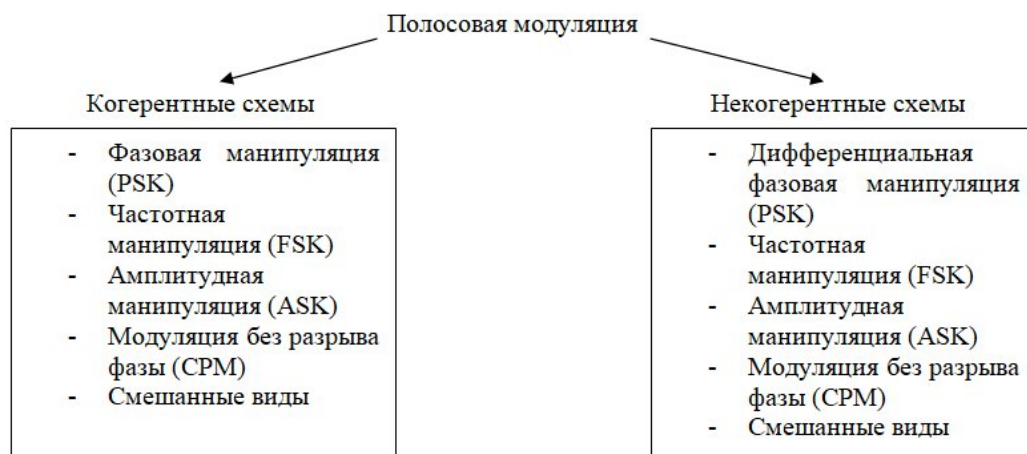 Полосовая модуляция
Когерентные схемы
- Фазовая манипуляция
(PSK)
- Частотная
манипуляция (FSK)
- Амплитудная
манипуляция (ASK)
- Модуляция без разрыва
фазы (CPM)
- Смешанные виды
Некогерентные схемы
- Дифференциальная
фазовая манипуляция
(PSK)
- Частотная
манипуляция (FSK)
- Амплитудная
манипуляция (ASK)
- Модуляция без разрыва
фазы (CPM)
- Смешанные виды